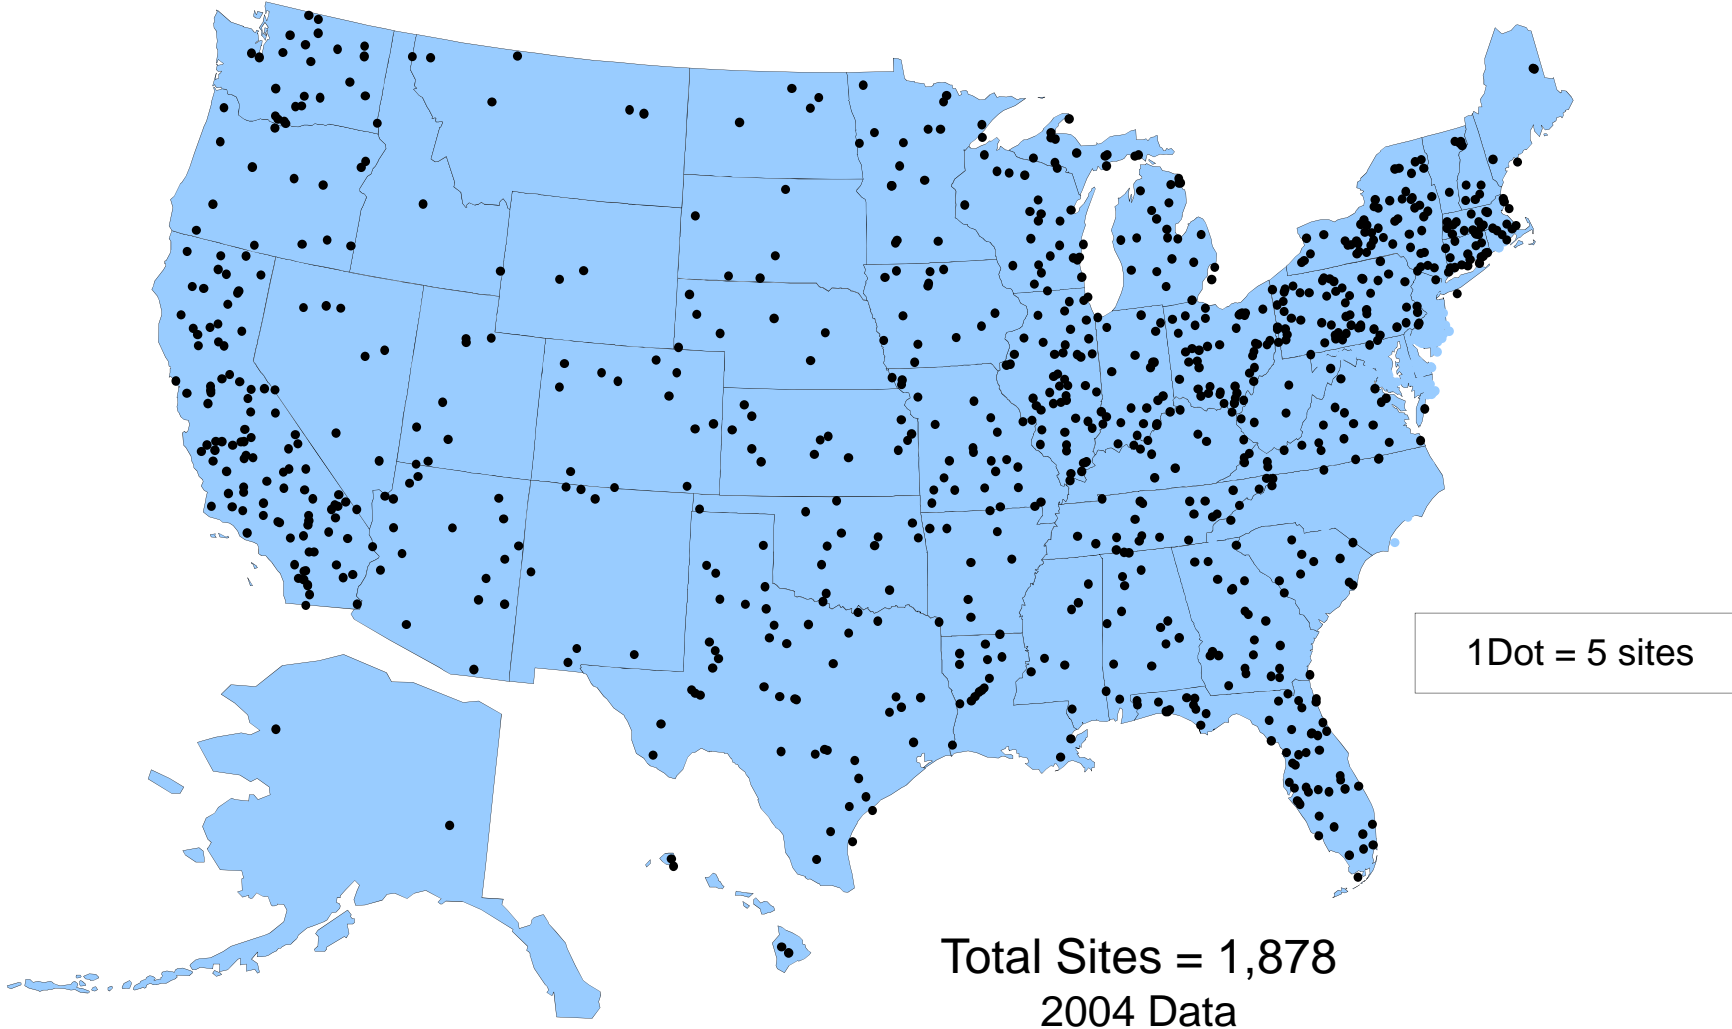 1Dot = 5 sites
Total Sites = 1,878
2004 Data